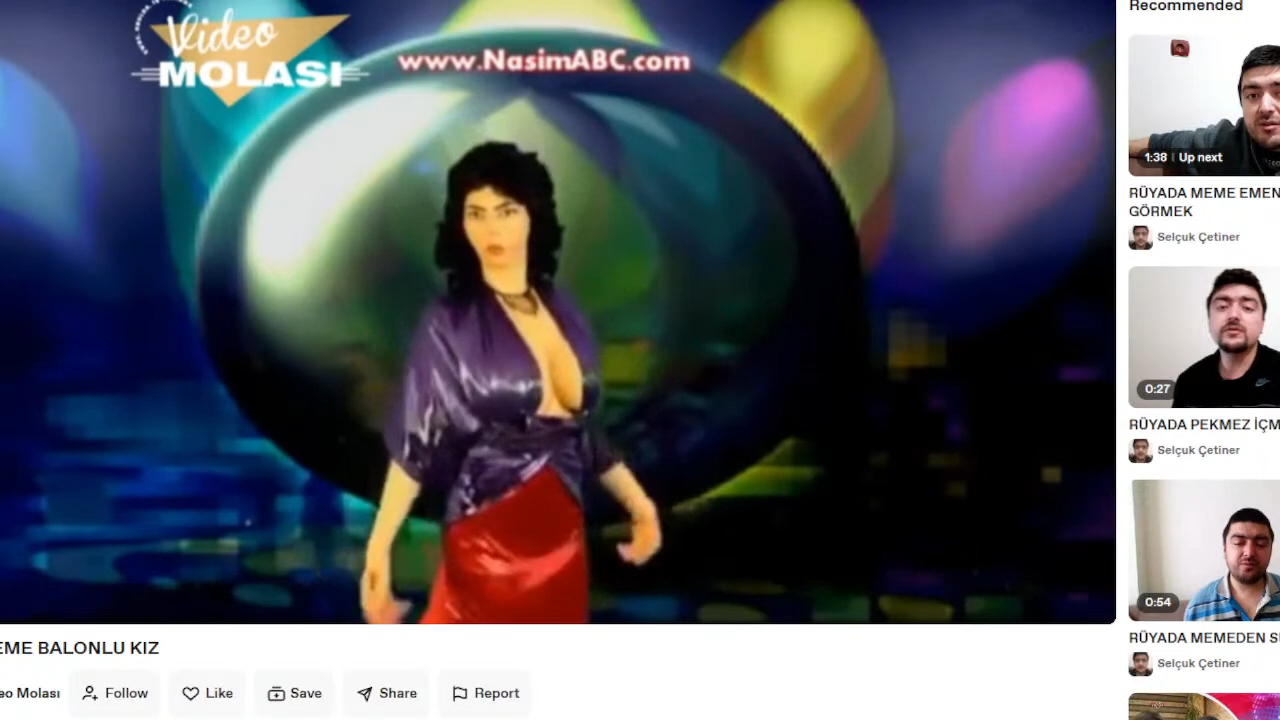 Video
MOLASI
www.NasimABC.com
EME BALONLU KIZ
eo Molası
Follow
Like
Save
Share
Report
Recommended
1:38 | Up next
RÜYADA MEME EMEN
GÖRMEK
Selçuk Çetiner
0:27
RÜYADA PEKMEZ İÇM
Selçuk Çetiner
0:54
RÜYADA MEMEDEN S
Selçuk Çetiner